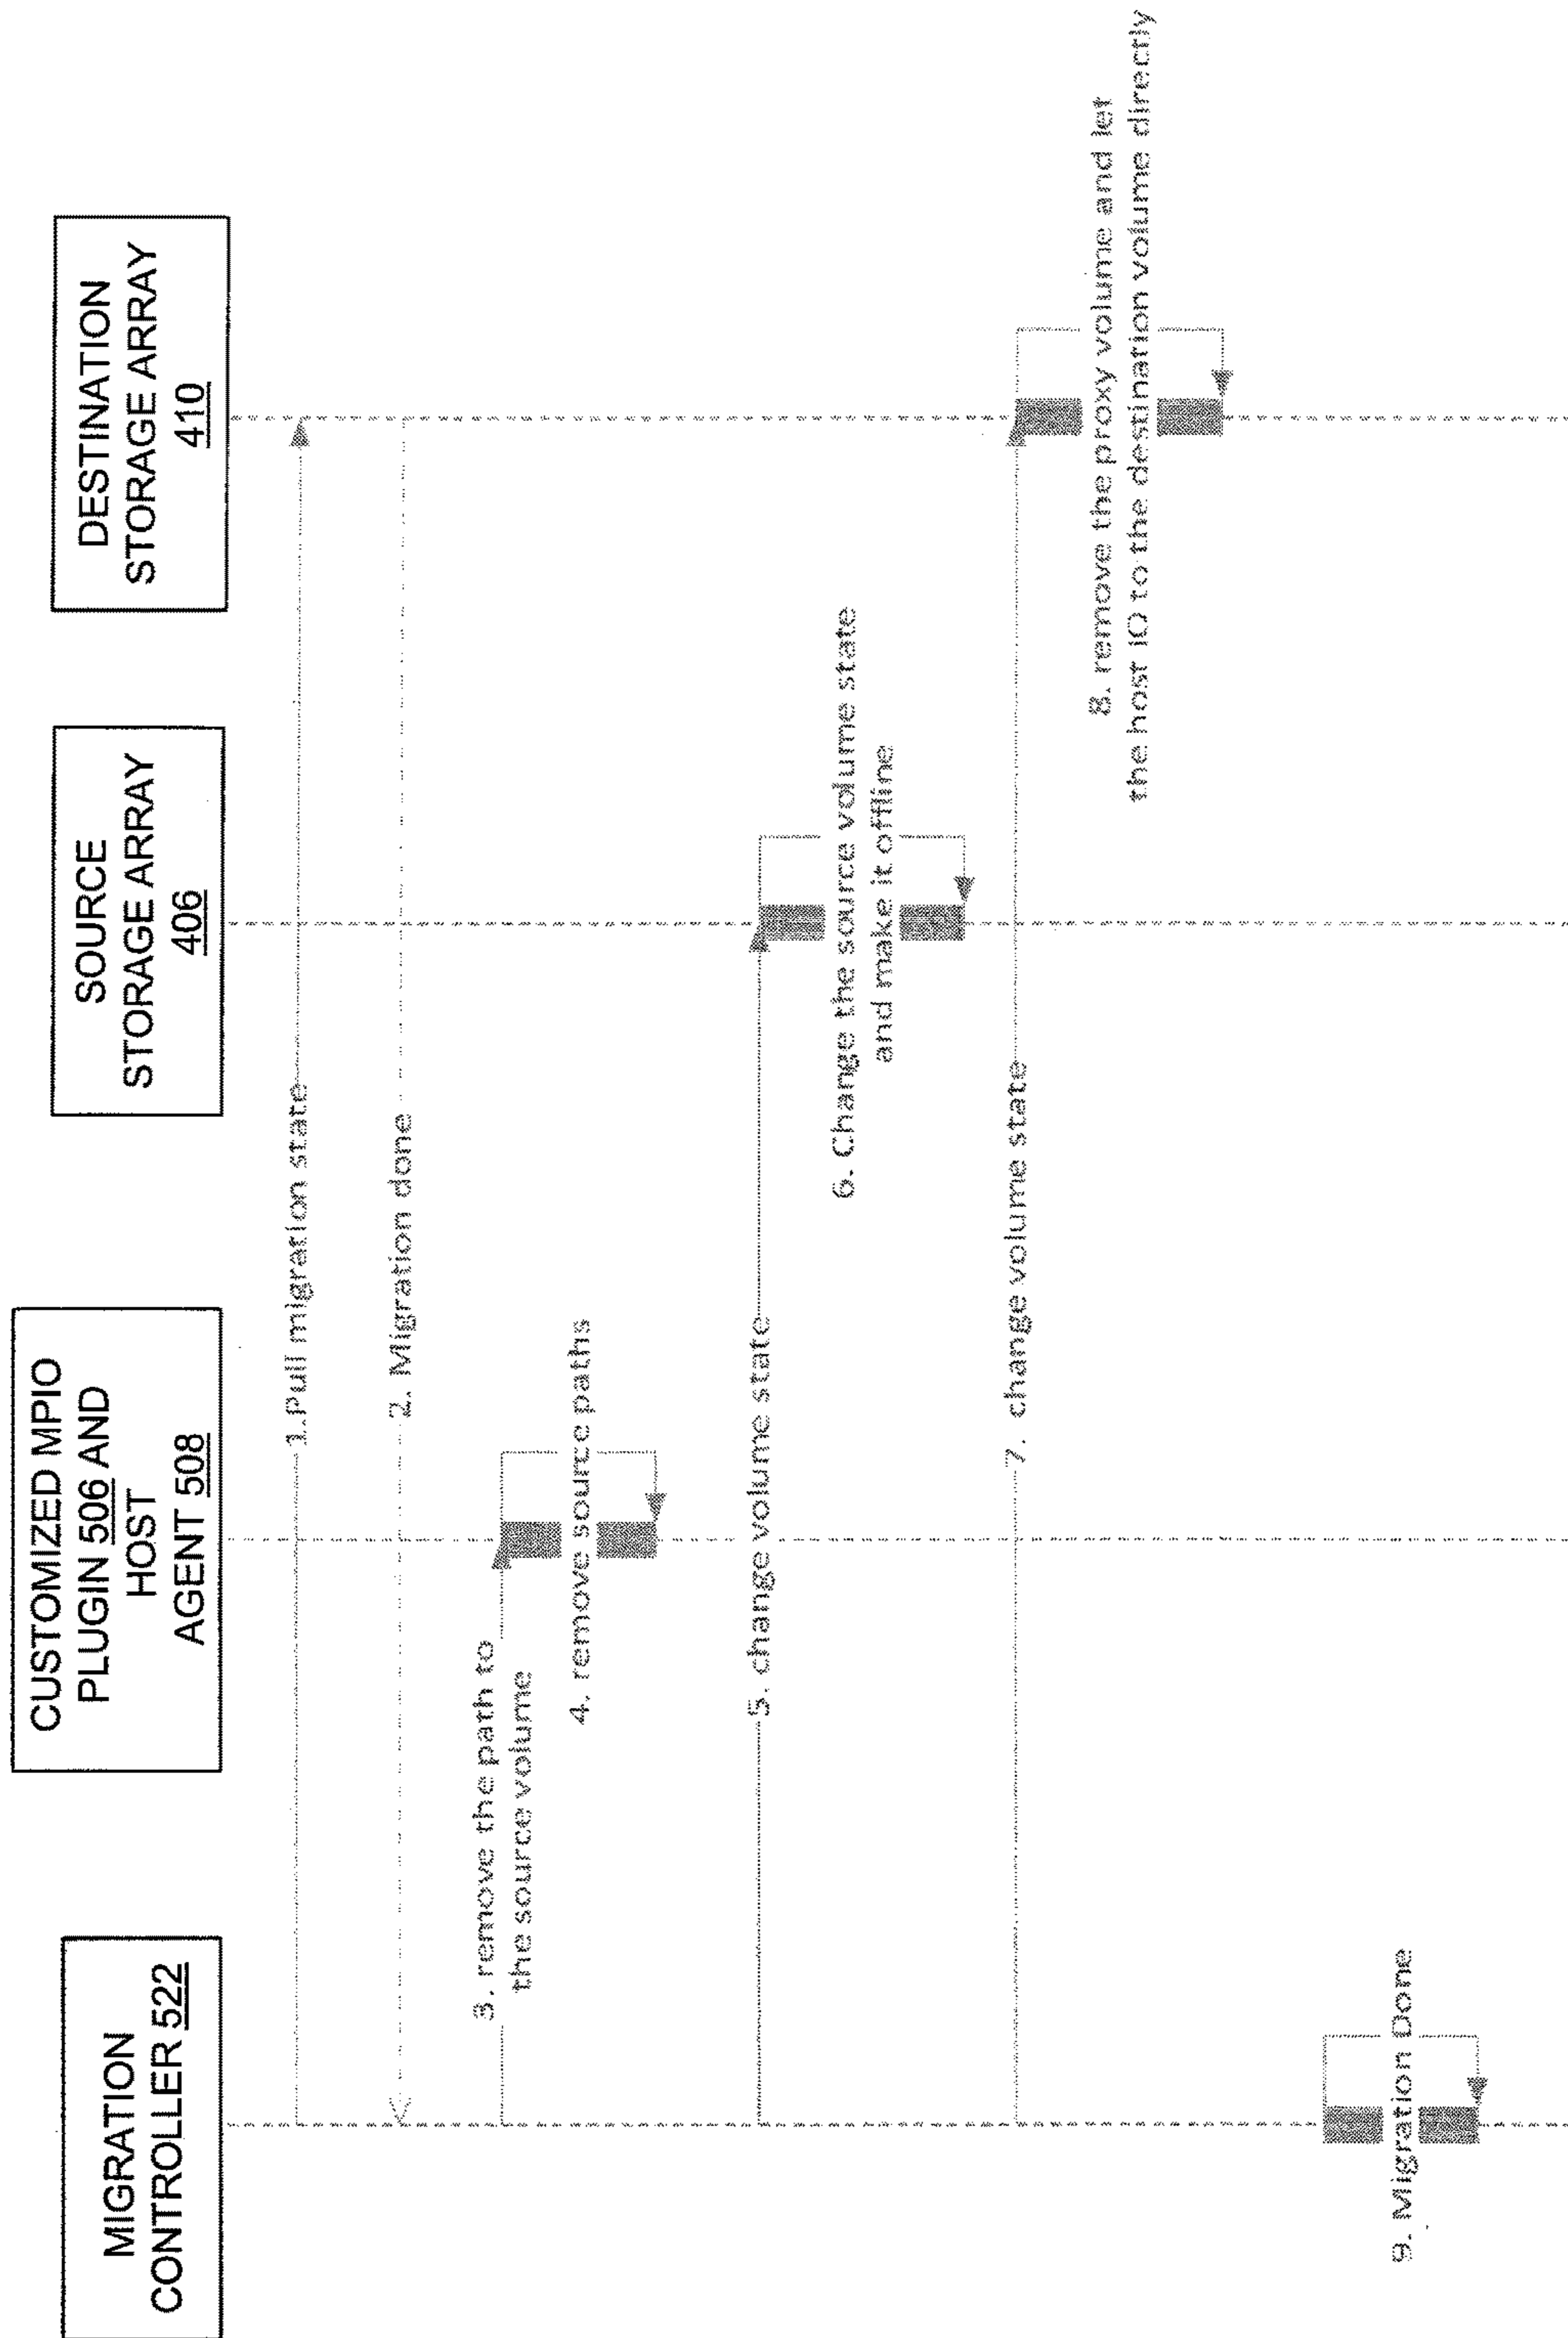 MIGRATION
CONTROLLER 522
CUSTOMIZED MPIO
PLUGIN 506 AND
HOST
AGENT 508
SOURCE
STORAGE ARRAY
406
DESTINATION
STORAGE ARRAY
410
1.Pull migration state
2. Migration done
3. remove the path to
the source volume
4. remove source paths
5. change volume state
6. Change the source volume state
and make it offline
7. change volume state
8. remove the proxy volume and let
the host IO to the destination volume directly
9. Migration Done